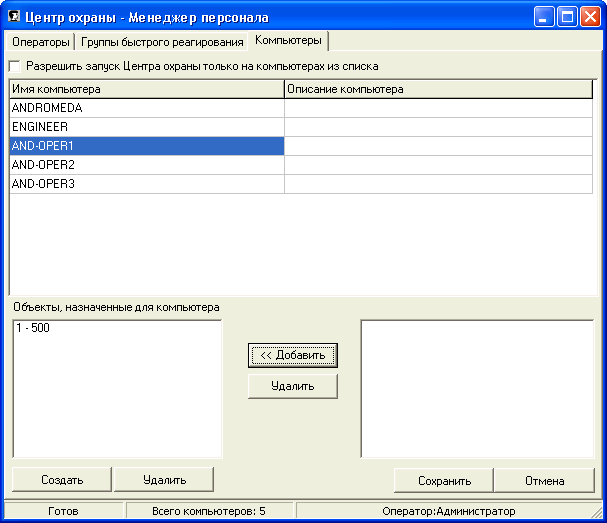 Центр охраны - Менеджер персонала
Операторы Группы быстрого реагирования Компьютеры
Разрешить запуск Центра охраны только на компьютерах из списка
Имя компьютера Описание компьютера
ANDROMEDA
ENGINEER
AND-OPER1
AND-OPER2
AND-OPER3
Объекты, назначенные для компьютера
1 - 500
<< Добавить
Удалить
Создать Удалить Сохранить Отмена
Готов Всего компьютеров: 5 Оператор:Администратор